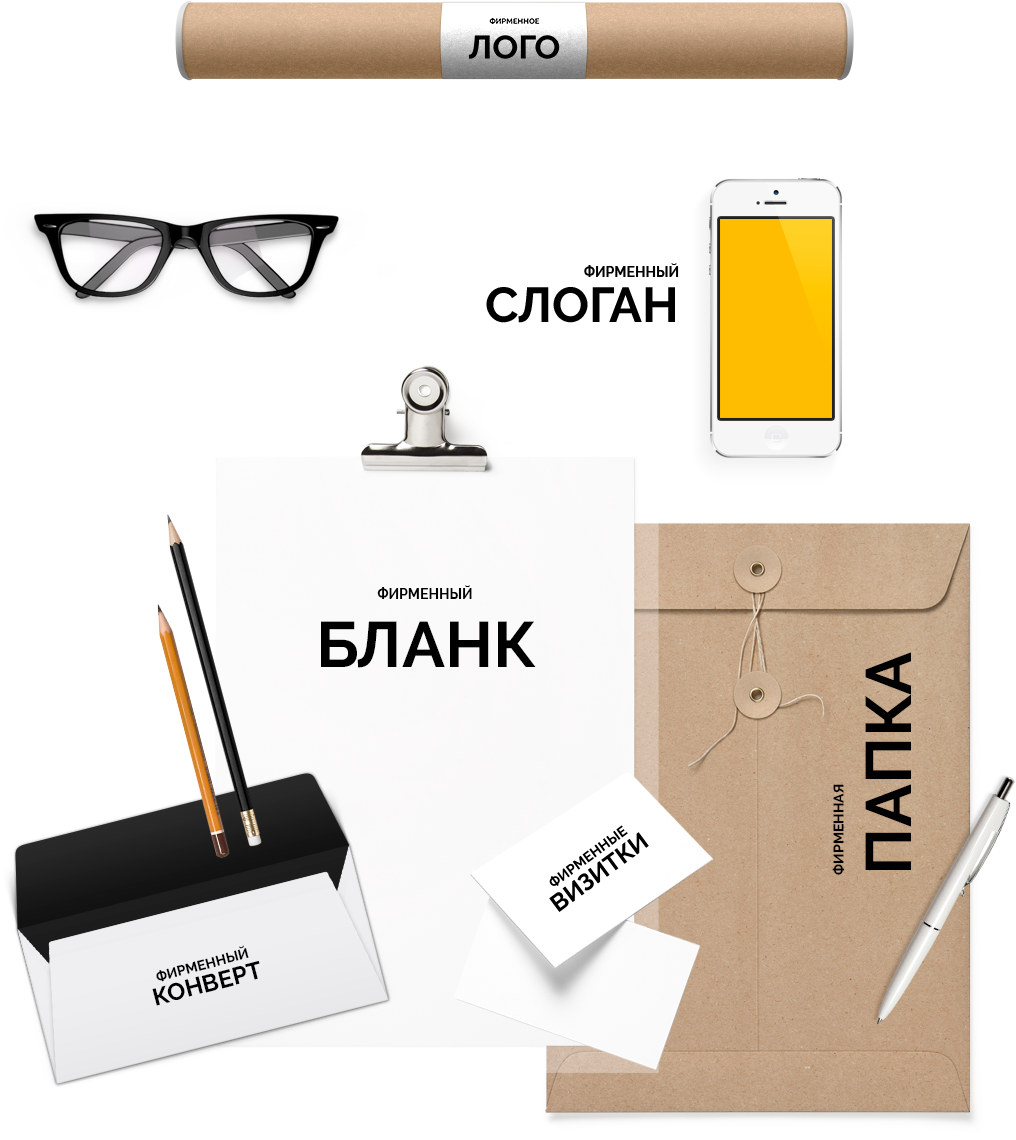 ФИРМЕННОЕ
ЛОГО
ФИРМЕННЫЙ
СЛОГАН
ФИРМЕННЫЙ
БЛАНК
ФИРМЕННАЯ
ПАПКА
ФИРМЕННЫЕ
ВИЗИТКИ
ФИРМЕННЫЙ
КОНВЕРТ